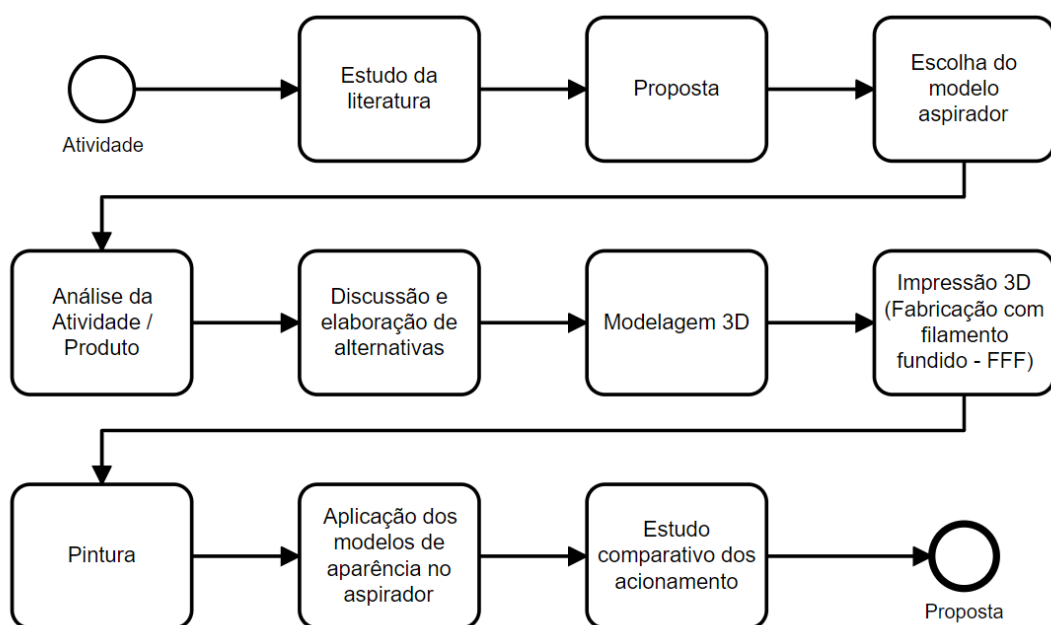 Atividade
Estudo da
literatura
Proposta
Escolha do
modelo
aspirador
Análise da
Atividade /
Produto
Discussão e
elaboração de
alternativas
Modelagem 3D
Impressão 3D
(Fabricação com
filamento
fundido - FFF)
Pintura
Aplicação dos
modelos de
aparência no
aspirador
Estudo
comparativo dos
acionamento
Proposta